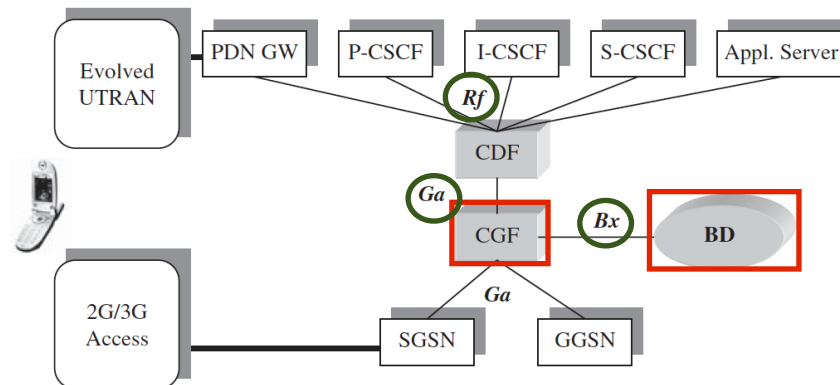 PDN GW
P-CSCF
I-CSCF
S-CSCF
Appl. Server
Evolved
UTRAN
Rf
CDF
Ga
CGF
Bx
BD
Ga
2G/3G
Access
SGSN
GGSN